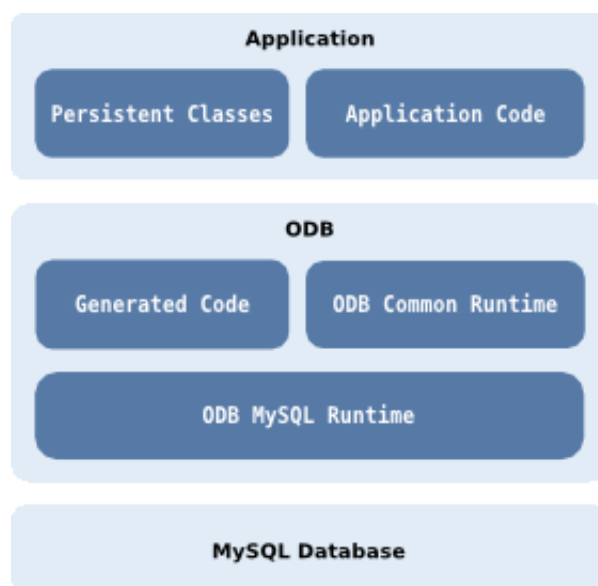 Application
Persistent Classes
Application Code
ODB
Generated Code
ODB Common Runtime
ODB MySQL Runtime
MySQL Database